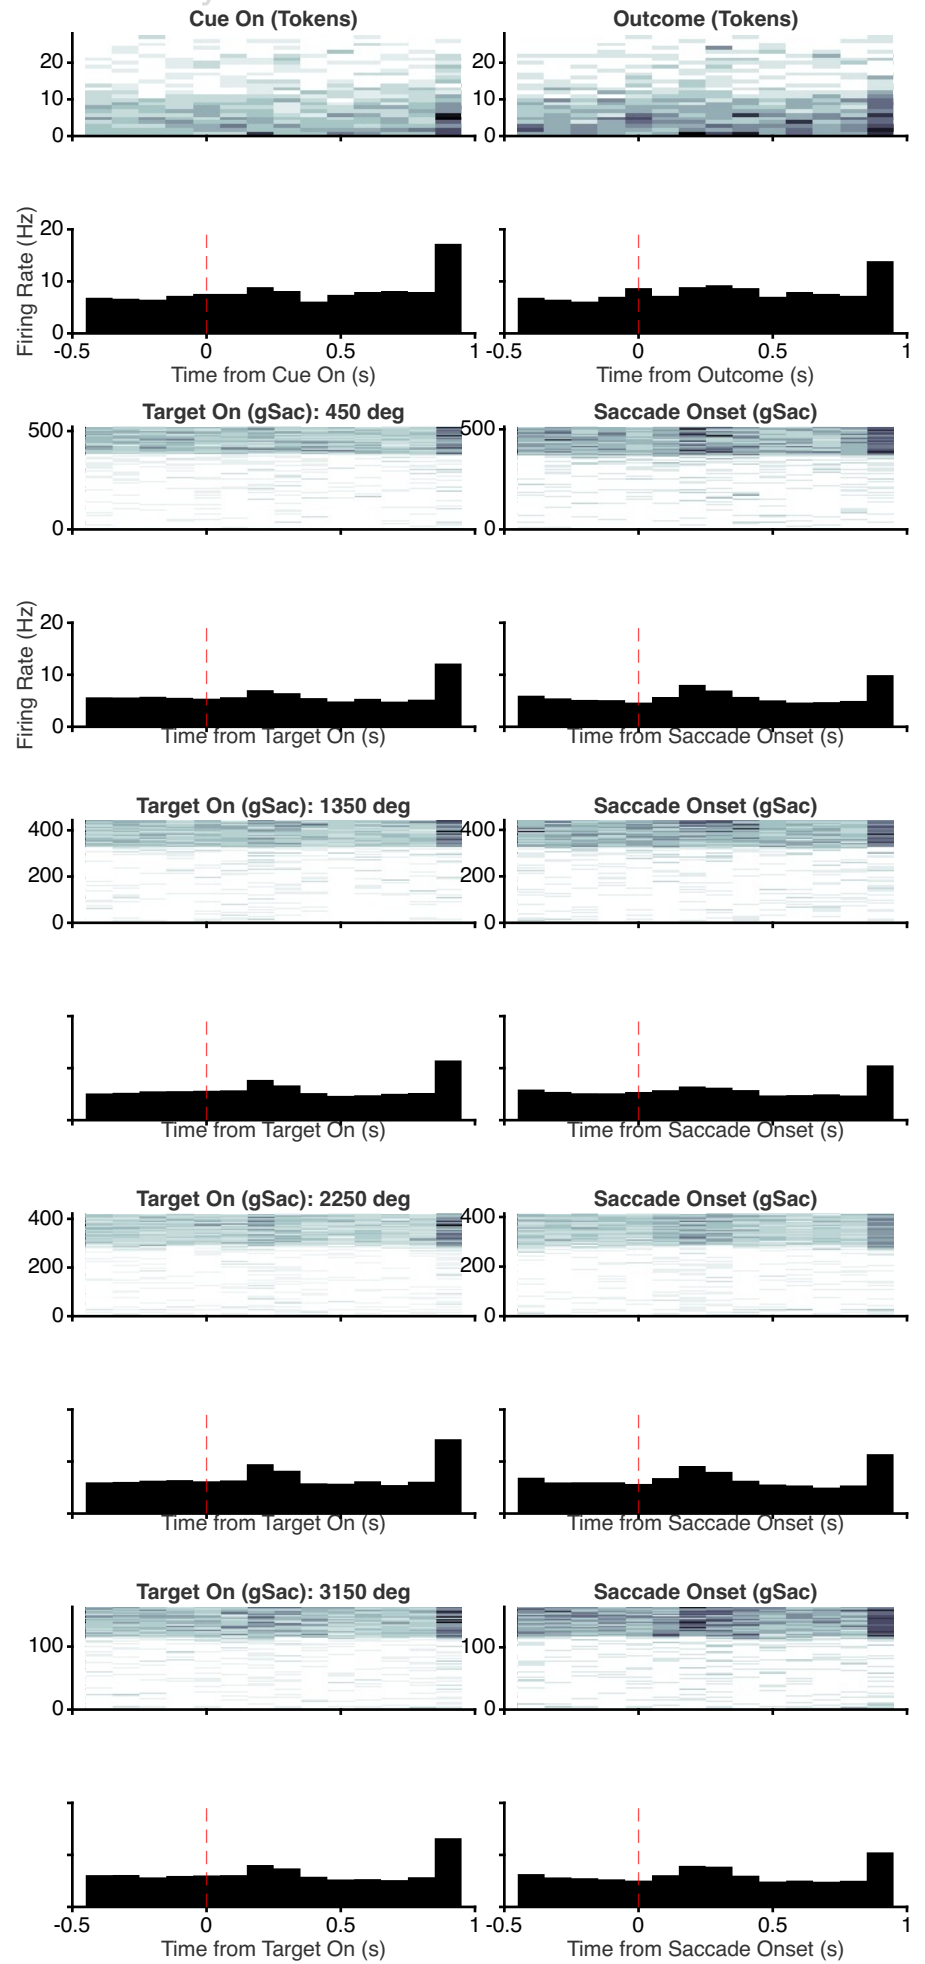 Cue On (Tokens) Outcome (Tokens)
20 20
10 10
0 0
Firing Rate (Hz)
20 20
10 10
0 0
-0.5 0 0.5 1 -0.5 0 0.5 1
Time from Cue On (s) Time from Outcome (s)
Target On (gSac): 450 deg Saccade Onset (gSac)
500 500
0 0
Firing Rate (Hz)
20
10
0
Time from Target On (s) Time from Saccade Onset (s)
Target On (gSac): 1350 deg Saccade Onset (gSac)
400 400
200 200
0 0
Time from Target On (s) Time from Saccade Onset (s)
Target On (gSac): 2250 deg Saccade Onset (gSac)
400 400
200 200
0 0
Time from Target On (s) Time from Saccade Onset (s)
Target On (gSac): 3150 deg Saccade Onset (gSac)
100 100
0 0
-0.5 0 0.5 1 -0.5 0 0.5 1
Time from Target On (s) Time from Saccade Onset (s)